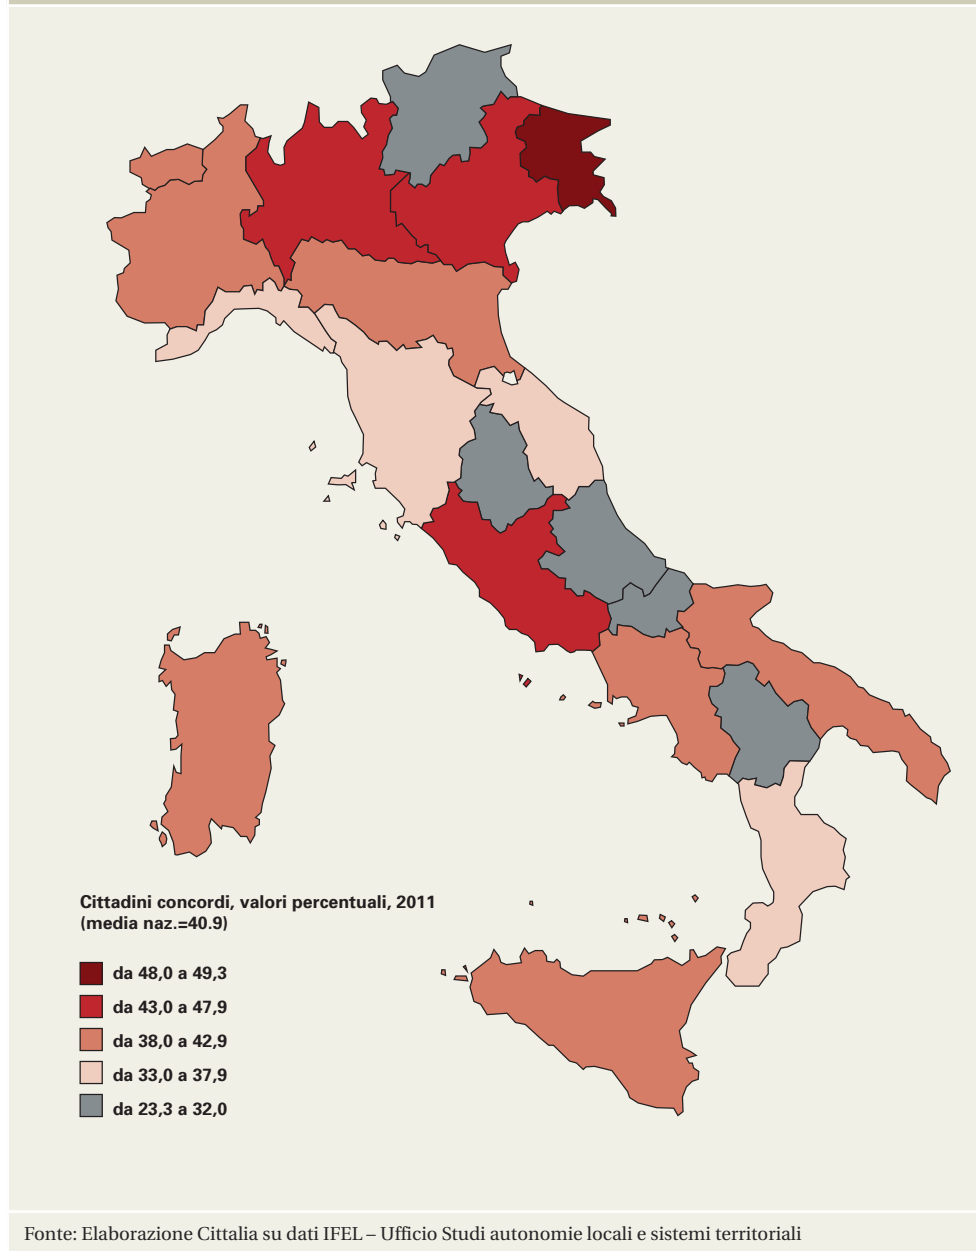 Cittadini concordi, valori percentuali, 2011
(media naz.=40.9)
da 48,0 a 49,3
da 43,0 a 47,9
da 38,0 a 42,9
da 33,0 a 37,9
da 23,3 a 32,0
Fonte: Elaborazione Cittalia su dati IFEL – Ufficio Studi autonomie locali e sistemi territoriali